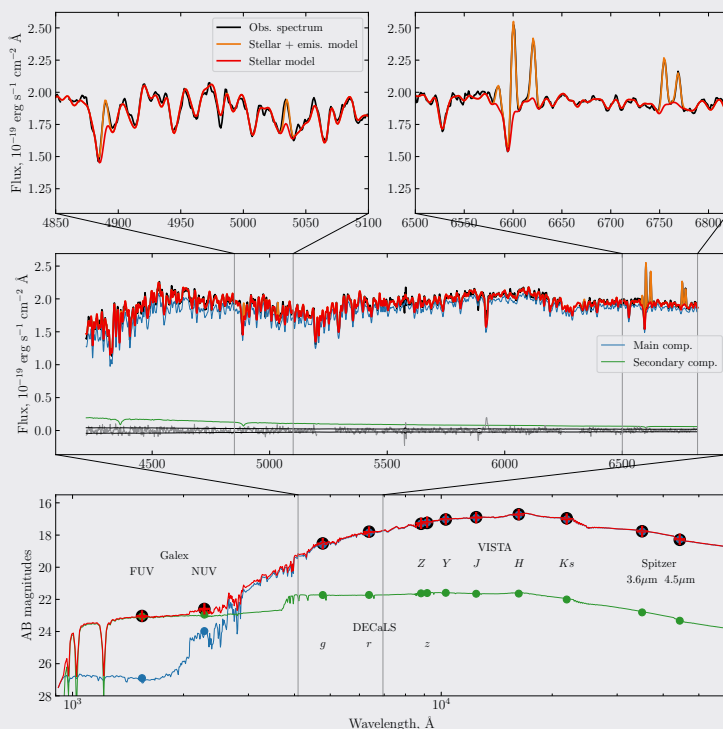 2.50
2.25
2.00
1.75
1.50
1.25
Flux, 10⁻¹⁹ erg s⁻¹ cm⁻² Å
Obs. spectrum
Stellar + emis. model
Stellar model
4850 4900 4950 5000 5050 5100
2.50
2.25
2.00
1.75
1.50
1.25
6500 6550 6600 6650 6700 6750 6800
2.5
2.0
1.5
1.0
0.5
0.0
Flux, 10⁻¹⁹ erg s⁻¹ cm⁻² Å
Main comp.
Secondary comp.
4500 5000 5500 6000 6500
16
18
20
22
24
26
28
AB magnitudes
Galex
FUV NUV
VISTA
Z Y J H Ks
Spitzer
3.6μm 4.5μm
DECaLS
g r z
10³ 10⁴
Wavelength, Å